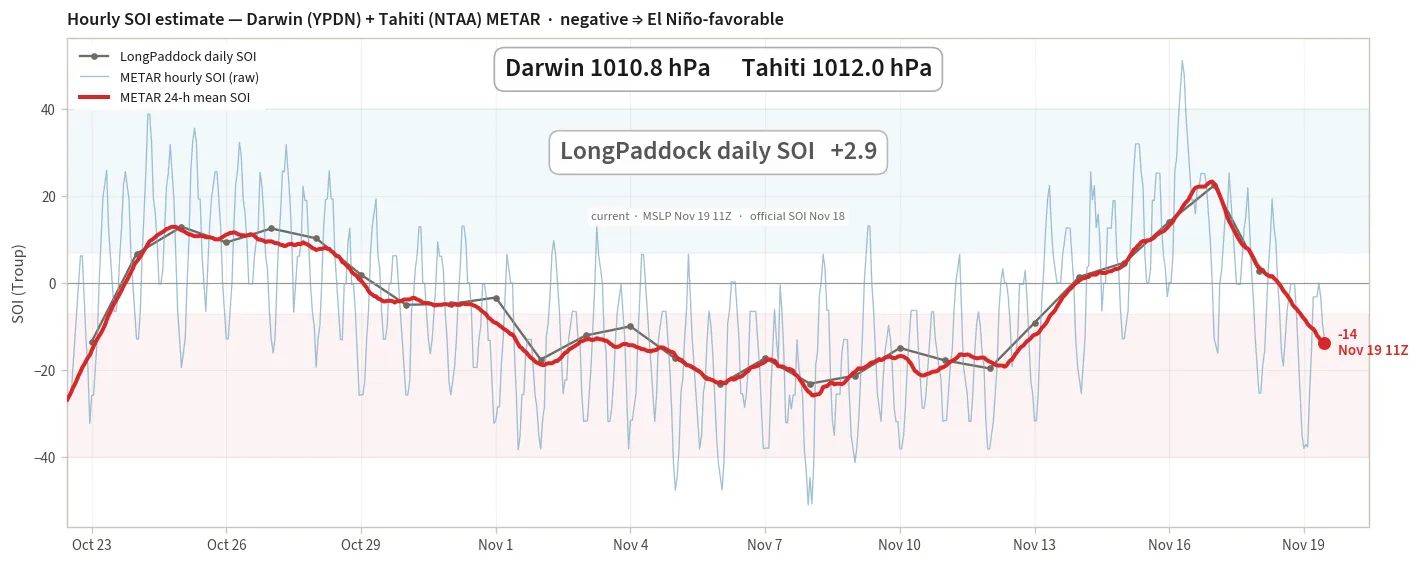 Hourly SOI estimate — Darwin (YPDN) + Tahiti (NTAA) METAR · negative ⇒ El Niño-favorable
LongPaddock daily SOI
METAR hourly SOI (raw)
METAR 24-h mean SOI
Darwin 1010.8 hPa Tahiti 1012.0 hPa
LongPaddock daily SOI +2.9
current · MSLP Nov 19 11Z · official SOI Nov 18
SOI (Troup)
40
20
0
−20
−40
-14
Nov 19 11Z
Oct 23 Oct 26 Oct 29 Nov 1 Nov 4 Nov 7 Nov 10 Nov 13 Nov 16 Nov 19